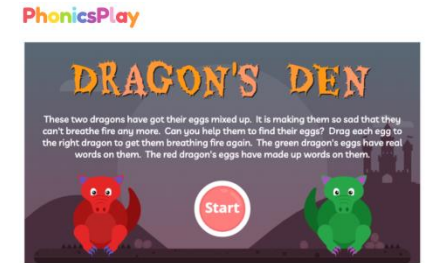 PhonicsPlay
DRAGON'S DEN
These two dragons have got their eggs mixed up. It is making them so sad that they
can't breathe fire any more. Can you help them to find their eggs? Drag each egg to
the right dragon to get them breathing fire again. The green dragon's eggs have real
words on them. The red dragon's eggs have made up words on them.
Start